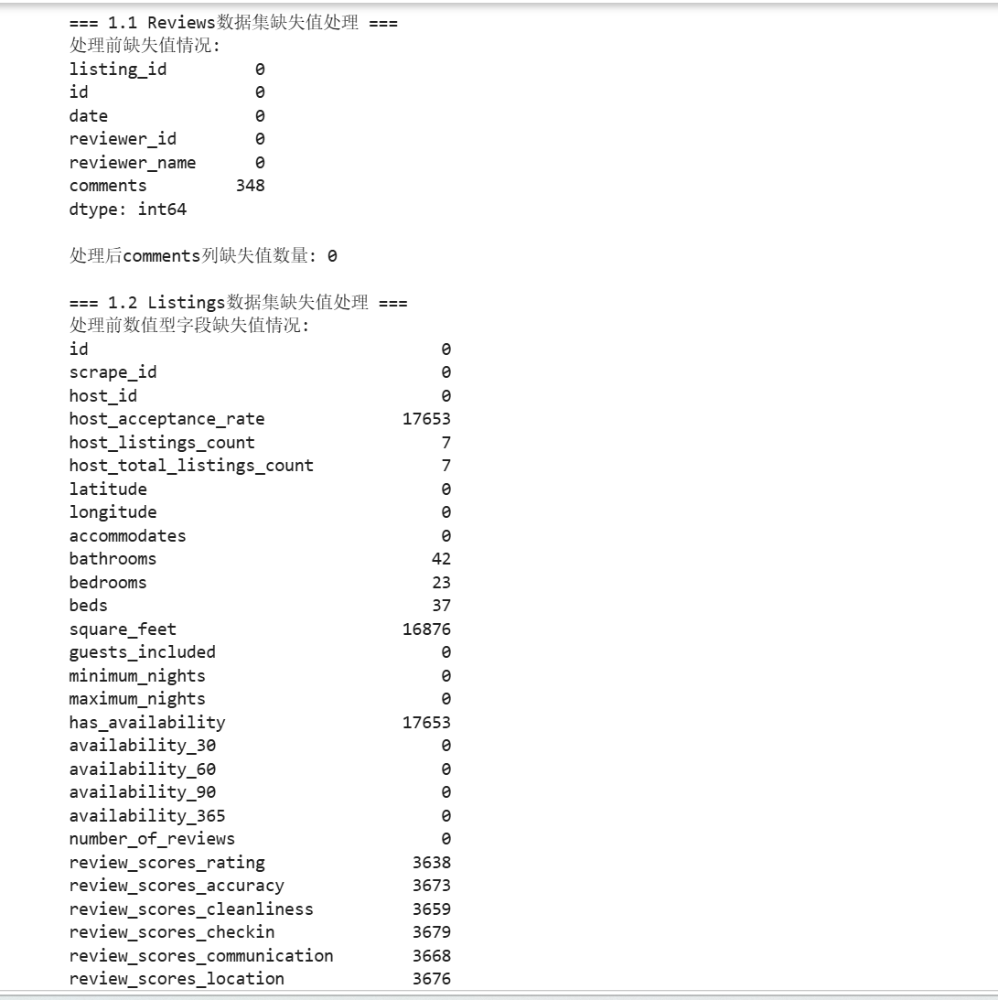 === 1.1 Reviews数据集缺失值处理 ===
处理前缺失值情况:
listing_id 0
id 0
date 0
reviewer_id 0
reviewer_name 0
comments 348
dtype: int64
处理后comments列缺失值数量: 0
=== 1.2 Listings数据集缺失值处理 ===
处理前数值型字段缺失值情况:
id 0
scrape_id 0
host_id 0
host_acceptance_rate 17653
host_listings_count 7
host_total_listings_count 7
latitude 0
longitude 0
accommodates 0
bathrooms 42
bedrooms 23
beds 37
square_feet 16876
guests_included 0
minimum_nights 0
maximum_nights 0
has_availability 17653
availability_30 0
availability_60 0
availability_90 0
availability_365 0
number_of_reviews 0
review_scores_rating 3638
review_scores_accuracy 3673
review_scores_cleanliness 3659
review_scores_checkin 3679
review_scores_communication 3668
review_scores_location 3676